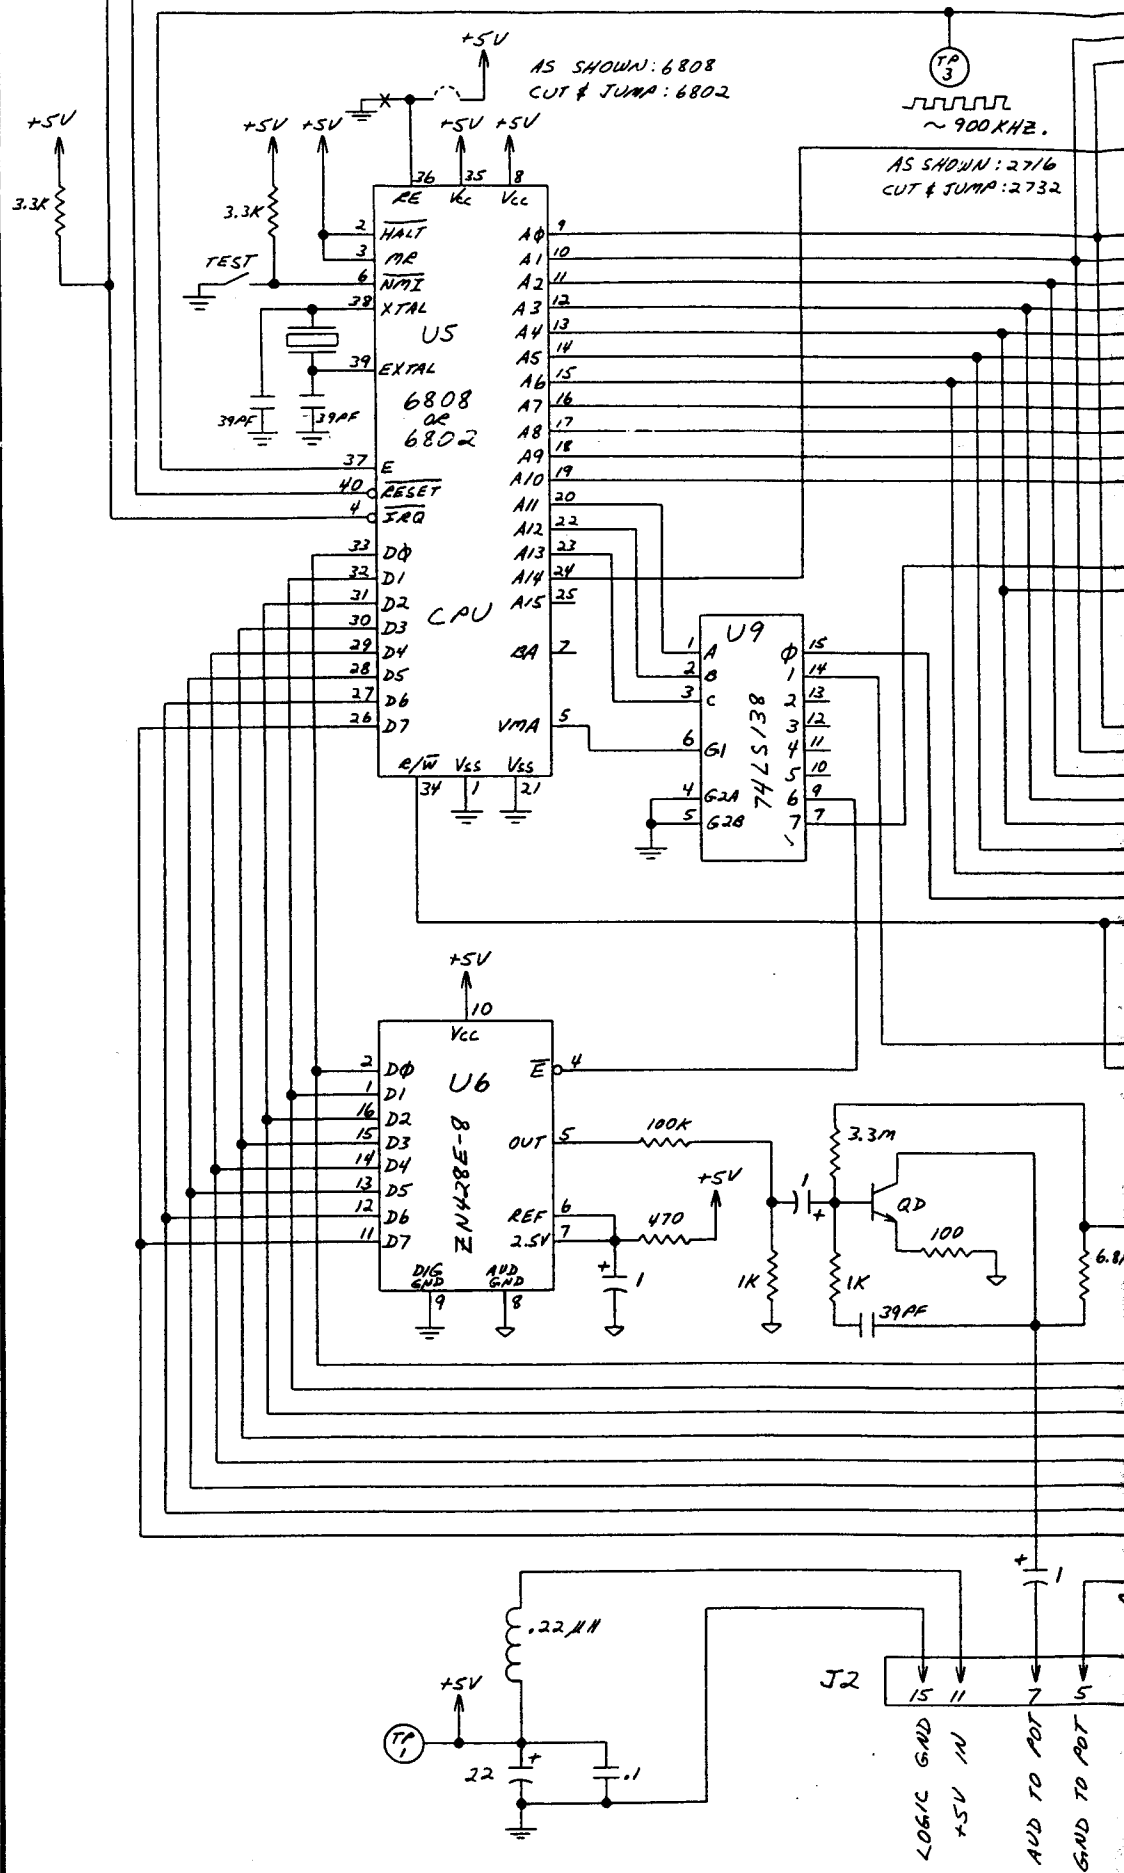 +5V
AS SHOWN: 6808
CUT & JUMP: 6802
TP
3
~ 900KHZ.
+5V
+5V
+5V
+5V
+5V
AS SHOWN: 2716
CUT & JUMP: 2732
3.3K
3.3K
36
35
8
RE
Vcc
Vcc
2
HALT
3
MR
TEST
6
NMI
38
XTAL
U5
39
EXTAL
6808
OR
6802
39PF
39PF
37
E
40
RESET
4
IRQ
33
DØ
32
D1
31
D2
30
D3
29
D4
28
D5
27
D6
26
D7
CPU
AØ
9
A1
10
A2
11
A3
12
A4
13
A5
14
A6
15
A7
16
A8
17
A9
18
A10
19
A11
20
A12
22
A13
23
A14
24
A15
25
BA
7
VMA
5
R/W
Vss
Vss
34
1
21
U9
74LS138
1
A
2
B
3
C
6
G1
4
G2A
5
G2B
Ø
15
1
14
2
13
3
12
4
11
5
10
6
9
7
7
+5V
10
Vcc
U6
ZN428E-8
2
DØ
1
D1
16
D2
15
D3
14
D4
13
D5
12
D6
11
D7
E
4
OUT
5
REF
6
2.5V
7
DIG
GND
AUD
GND
9
8
100K
+5V
470
+
1
1K
1
+
3.3M
QD
100
1K
39PF
+
1
.22µH
+5V
TP
1
22
+
.1
J2
15
11
7
5
LOGIC GND
+5V IN
AUD TO POT
GND TO POT